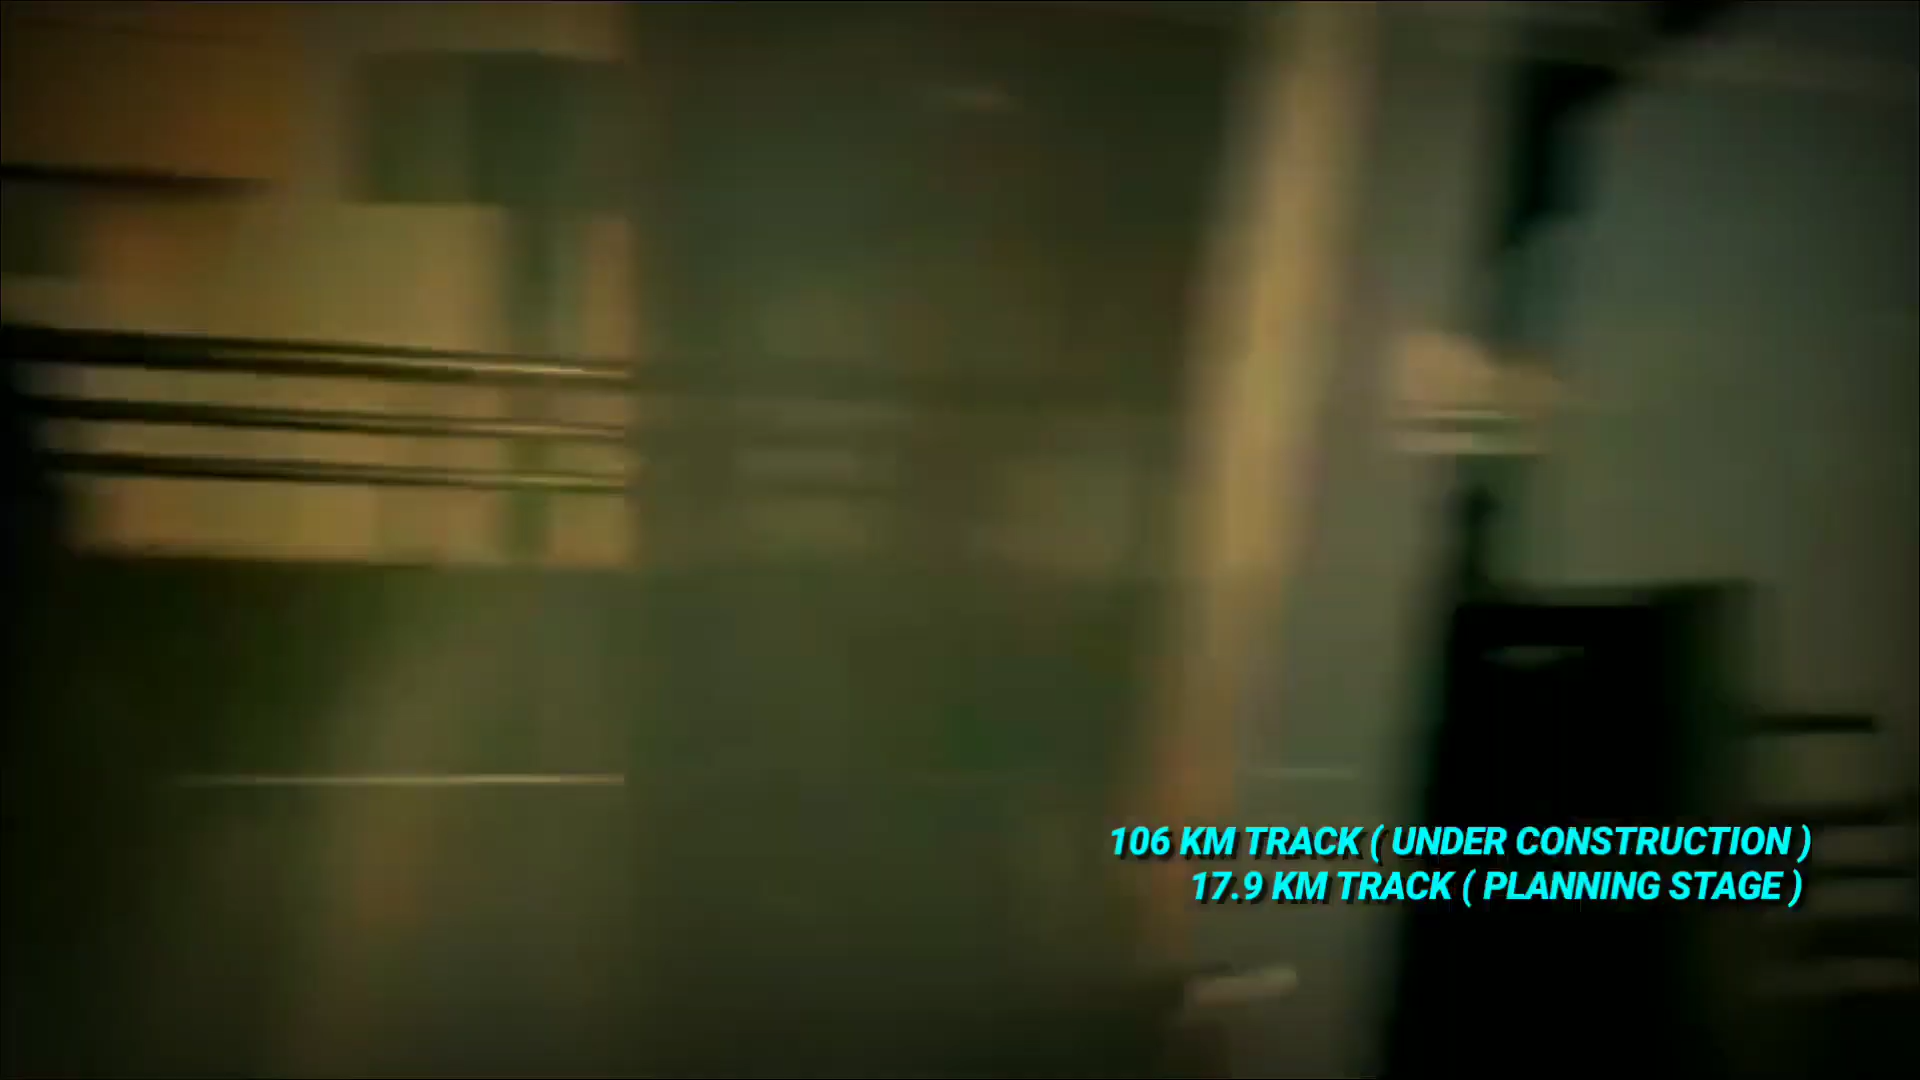 106 KM TRACK ( UNDER CONSTRUCTION )
17.9 KM TRACK ( PLANNING STAGE )